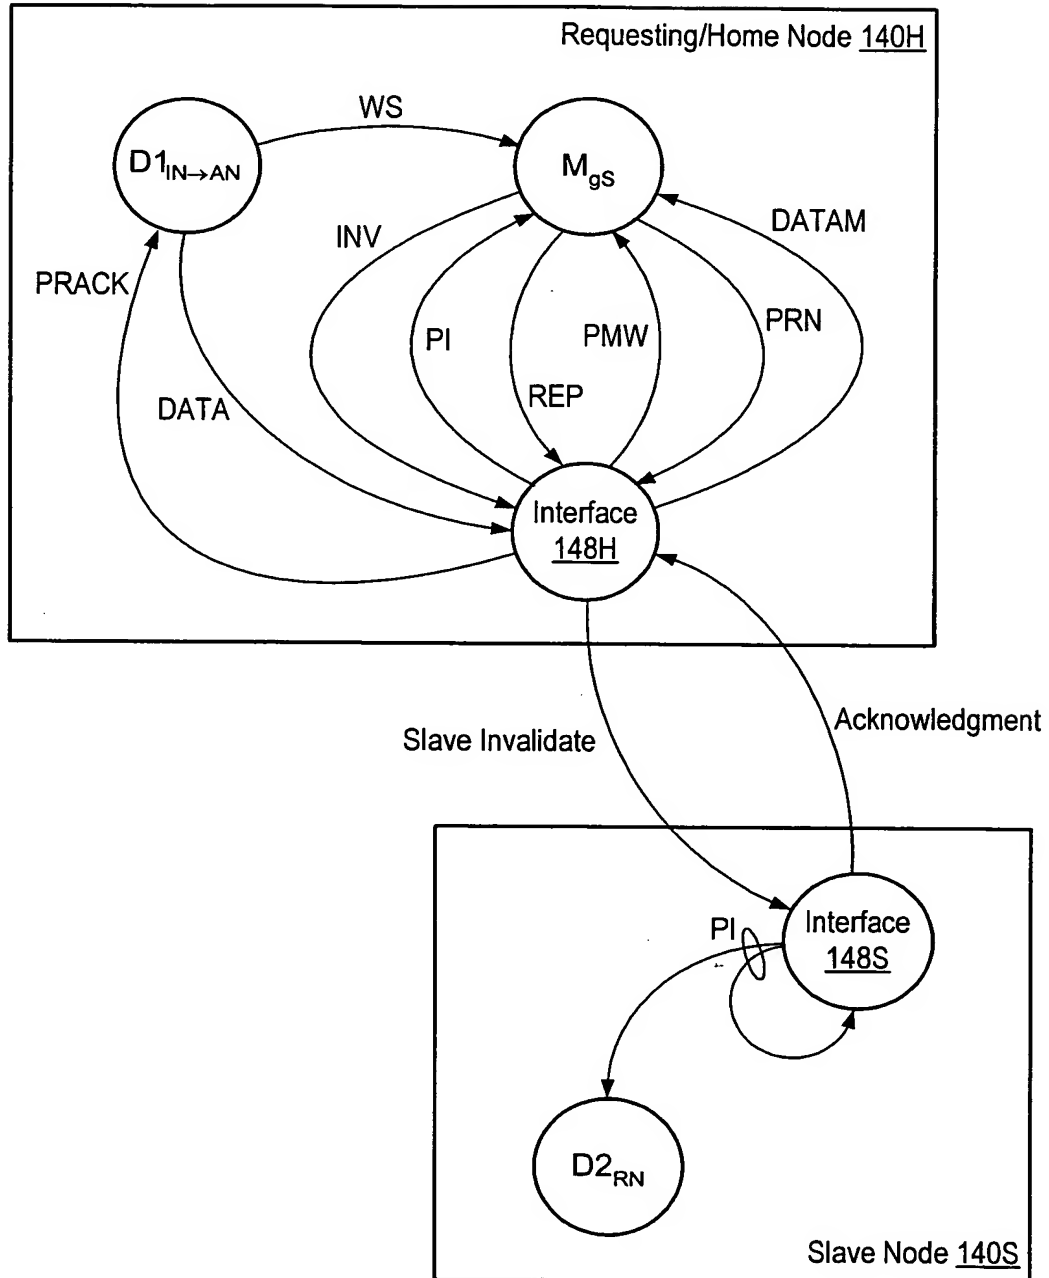 Requesting/Home Node 140H
WS
D1IN→AN
MgS
INV
DATAM
PRACK
PI
PMW
PRN
REP
DATA
Interface
148H
Slave Invalidate
Acknowledgment
PI
Interface
148S
D2RN
Slave Node 140S